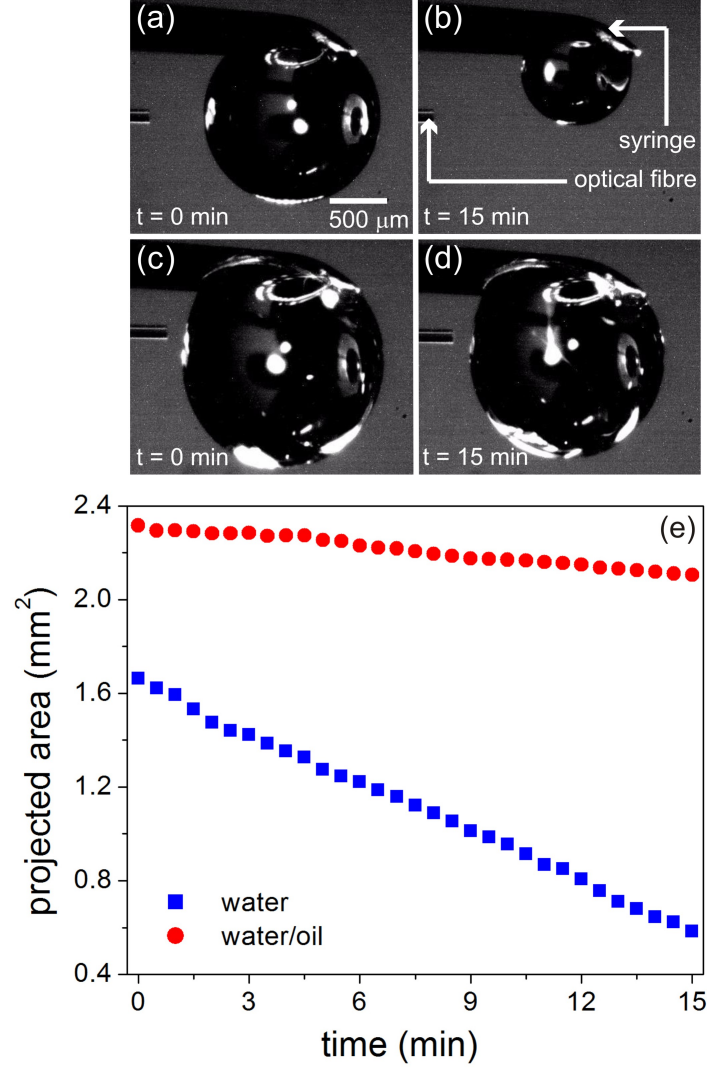 (a)
(b)
syringe
optical fibre
t = 0 min
500 μm
t = 15 min
(c)
(d)
t = 0 min
t = 15 min
(e)
projected area (mm²)
2.4
2.0
1.6
1.2
0.8
0.4
water
water/oil
0 3 6 9 12 15
time (min)